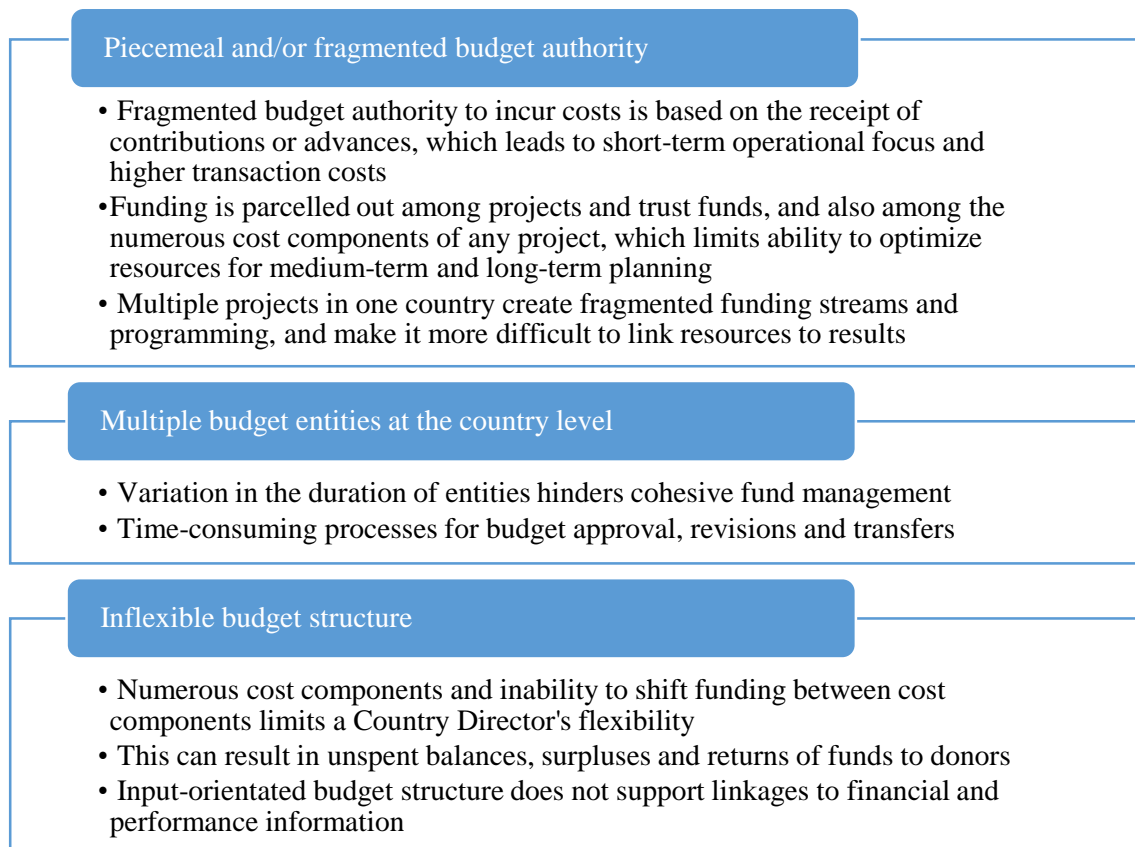 Piecemeal and/or fragmented budget authority
• Fragmented budget authority to incur costs is based on the receipt of
contributions or advances, which leads to short-term operational focus and
higher transaction costs
•Funding is parcelled out among projects and trust funds, and also among the
numerous cost components of any project, which limits ability to optimize
resources for medium-term and long-term planning
• Multiple projects in one country create fragmented funding streams and
programming, and make it more difficult to link resources to results
Multiple budget entities at the country level
• Variation in the duration of entities hinders cohesive fund management
• Time-consuming processes for budget approval, revisions and transfers
Inflexible budget structure
• Numerous cost components and inability to shift funding between cost
components limits a Country Director's flexibility
• This can result in unspent balances, surpluses and returns of funds to donors
• Input-orientated budget structure does not support linkages to financial and
performance information